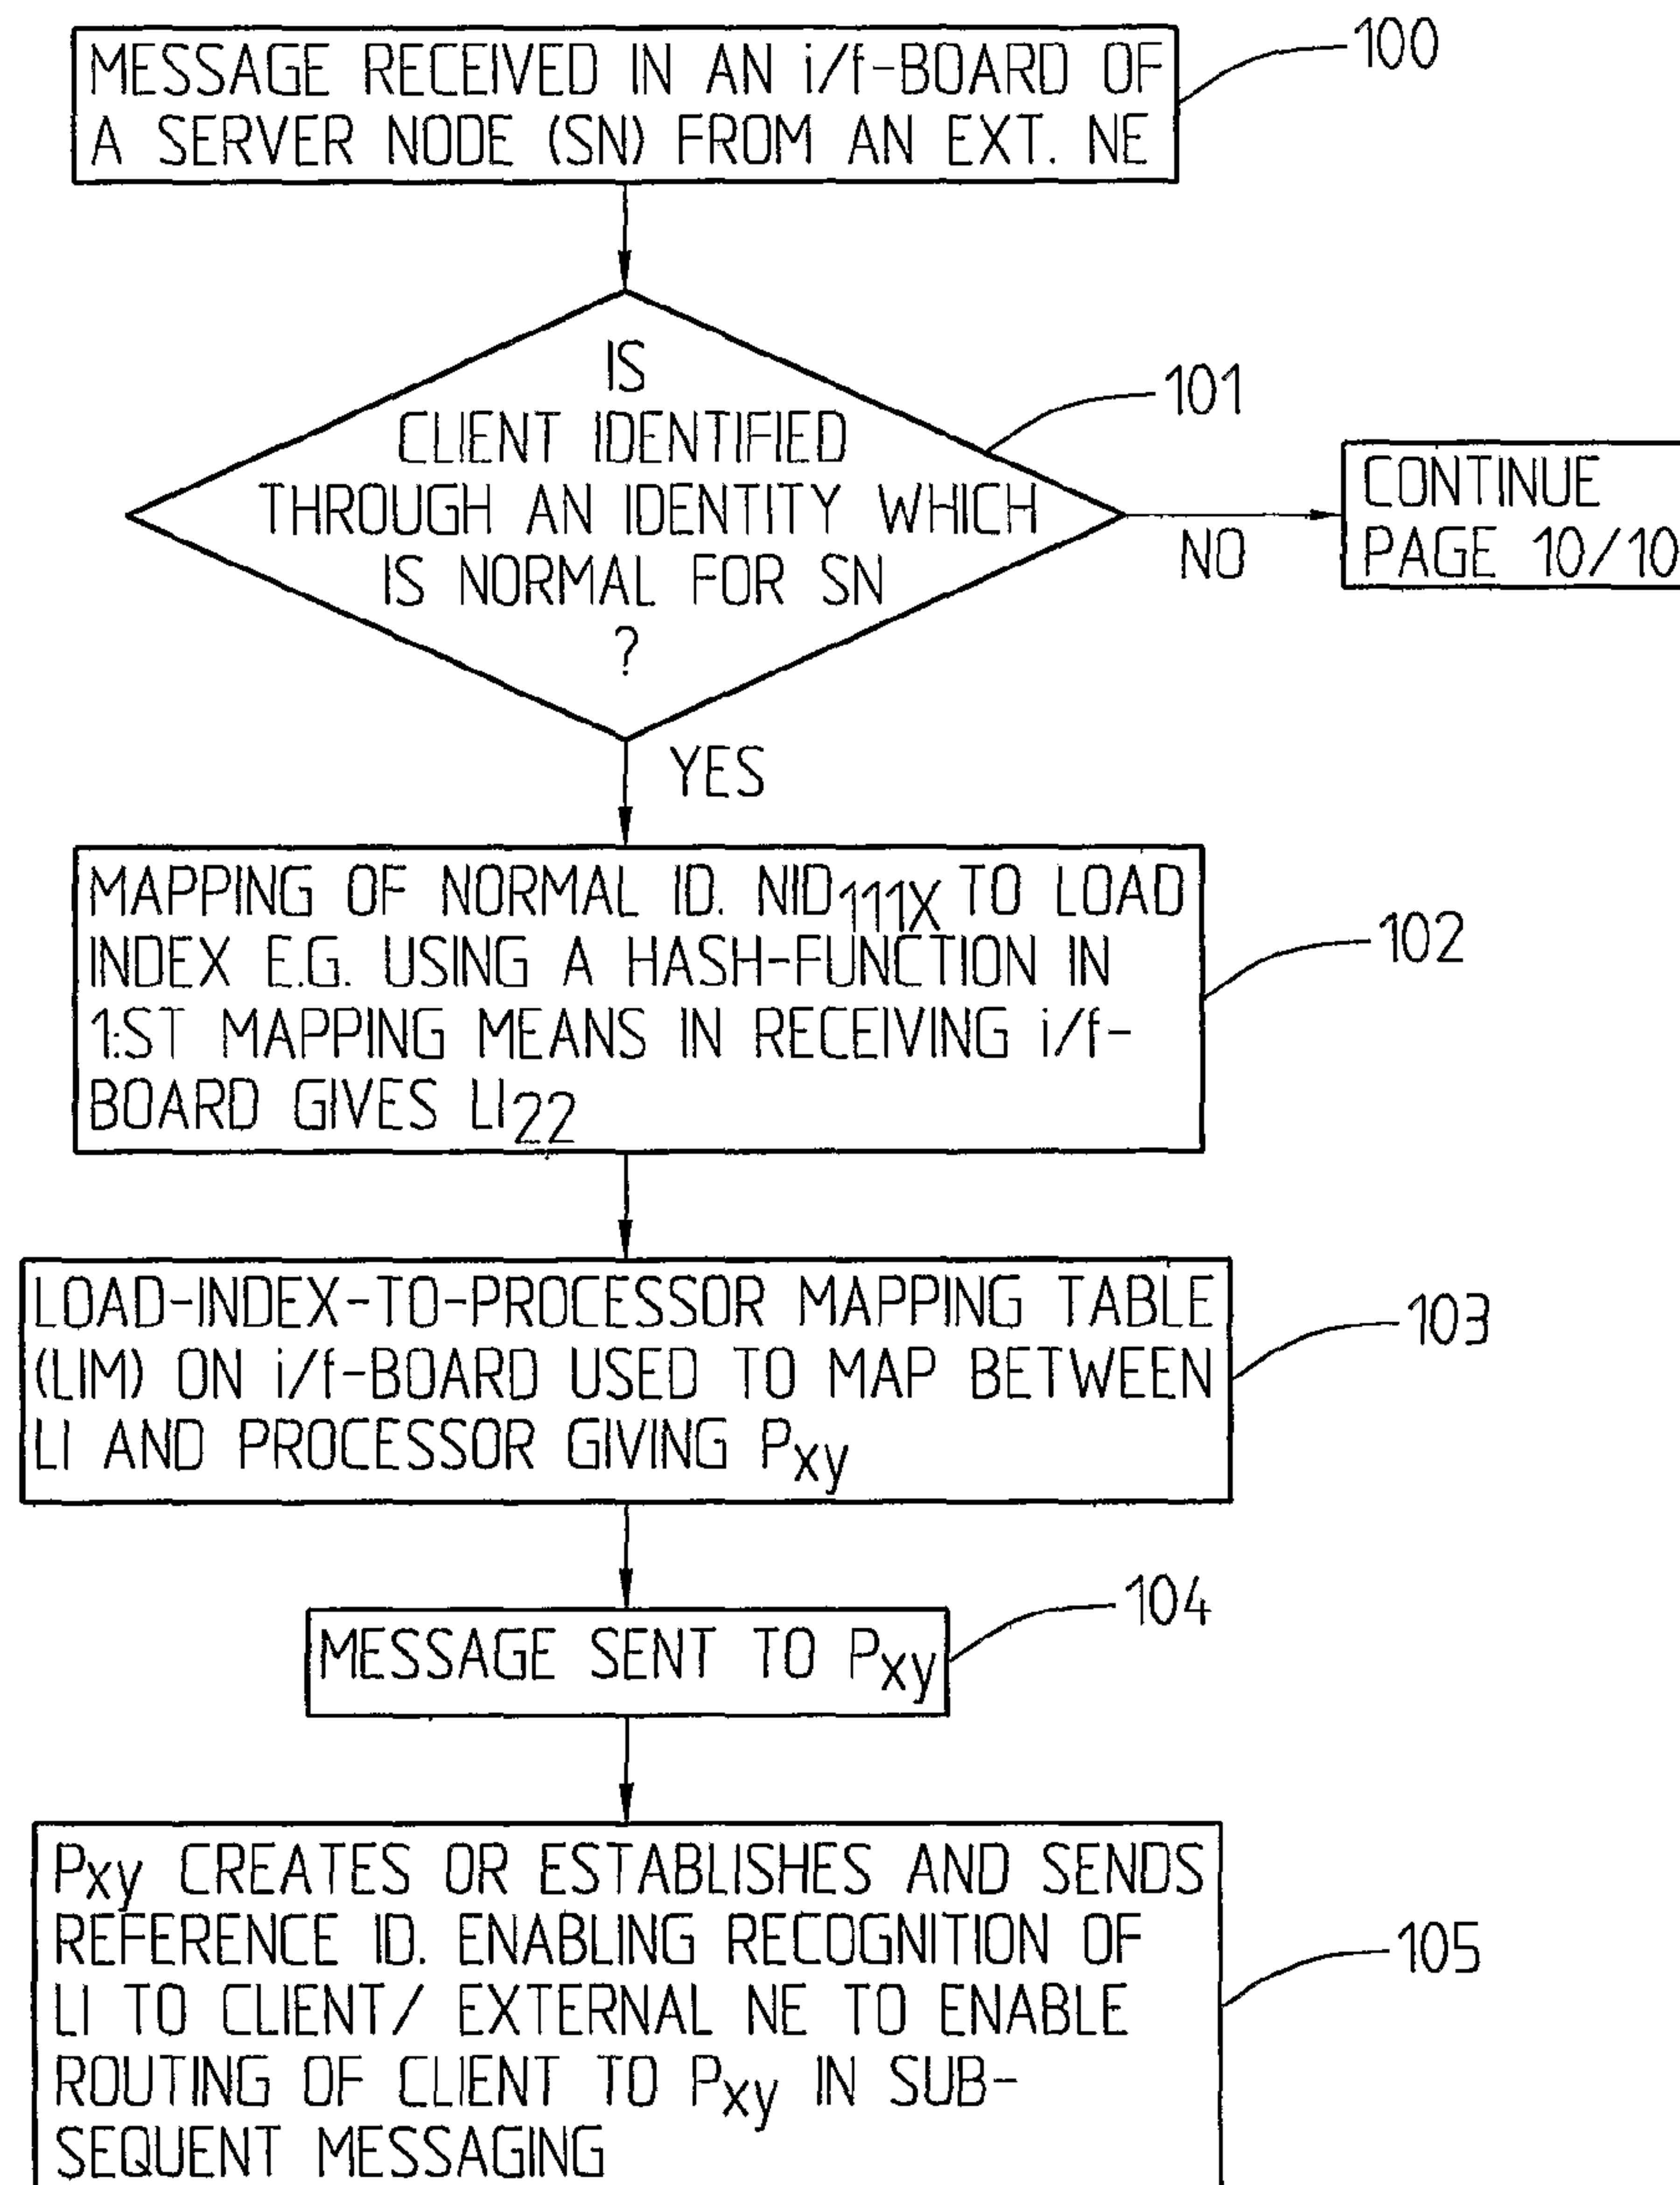 MESSAGE RECEIVED IN AN i/f-BOARD OF
A SERVER NODE (SN) FROM AN EXT. NE
100
IS
CLIENT IDENTIFIED
THROUGH AN IDENTITY WHICH
IS NORMAL FOR SN
?
101
NO
CONTINUE
PAGE 10/10
YES
MAPPING OF NORMAL ID. NID111X TO LOAD
INDEX E.G. USING A HASH-FUNCTION IN
1:ST MAPPING MEANS IN RECEIVING i/f-
BOARD GIVES LI22
102
LOAD-INDEX-TO-PROCESSOR MAPPING TABLE
(LIM) ON i/f-BOARD USED TO MAP BETWEEN
LI AND PROCESSOR GIVING Pxy
103
MESSAGE SENT TO Pxy
104
Pxy CREATES OR ESTABLISHES AND SENDS
REFERENCE ID. ENABLING RECOGNITION OF
LI TO CLIENT/ EXTERNAL NE TO ENABLE
ROUTING OF CLIENT TO Pxy IN SUB-
SEQUENT MESSAGING
105